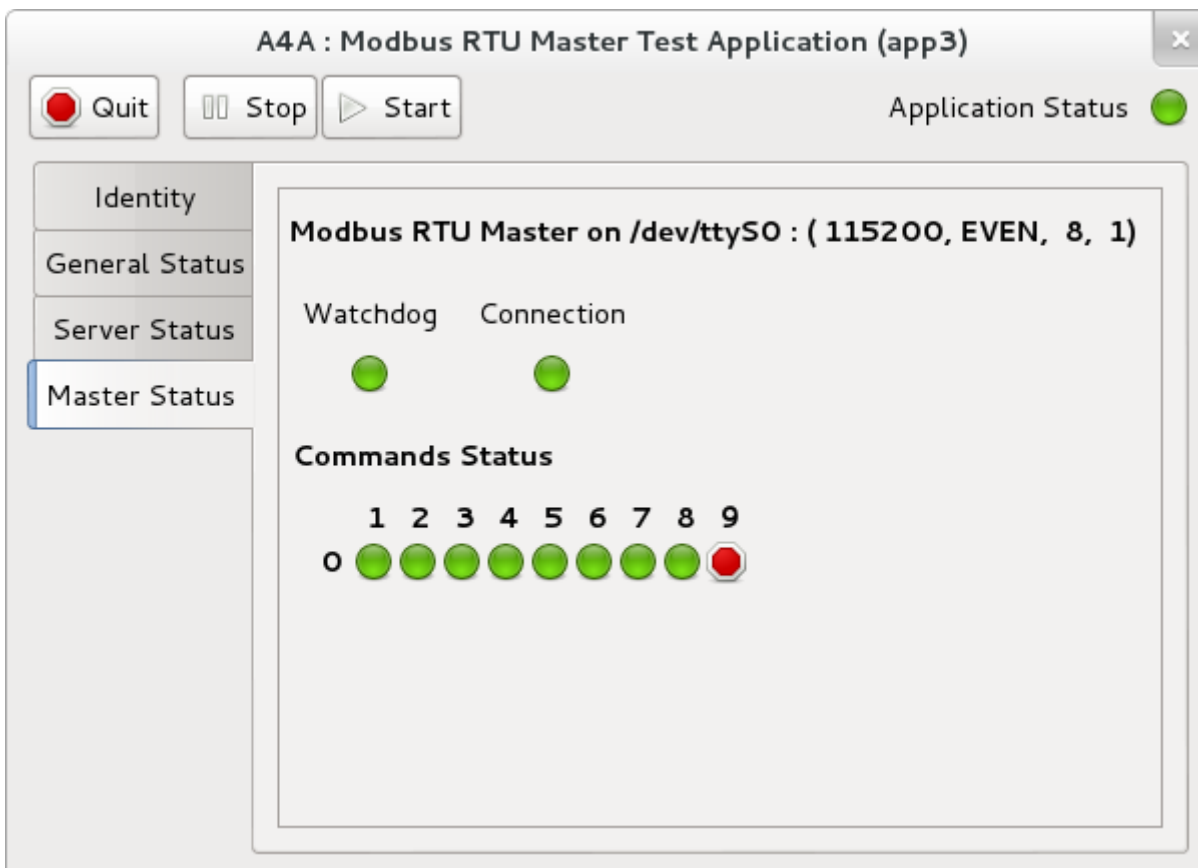 A4A : Modbus RTU Master Test Application (app3)
Quit Stop Start Application Status
Identity
General Status
Server Status
Master Status
Modbus RTU Master on /dev/ttyS0 : ( 115200, EVEN, 8, 1)
Watchdog Connection
Commands Status
1 2 3 4 5 6 7 8 9
0